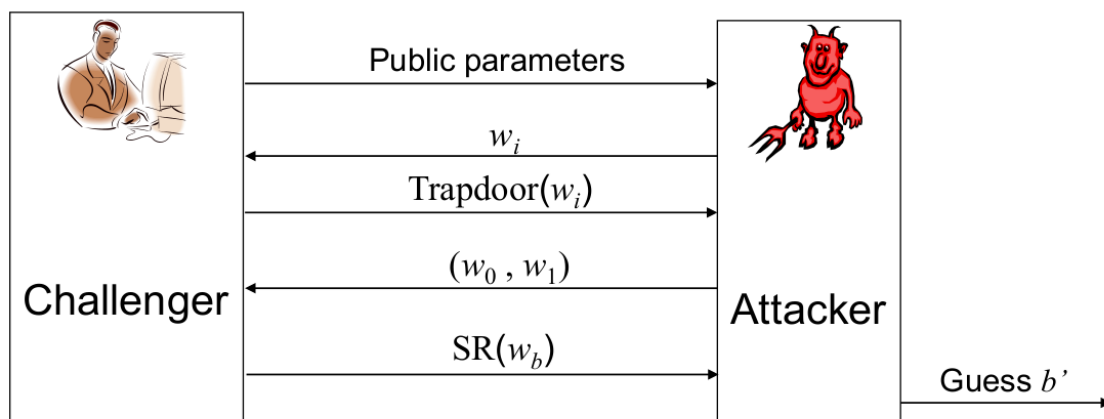 Public parameters
w_i
Trapdoor(w_i)
(w_0 , w_1)
Challenger
Attacker
SR(w_b)
Guess b’